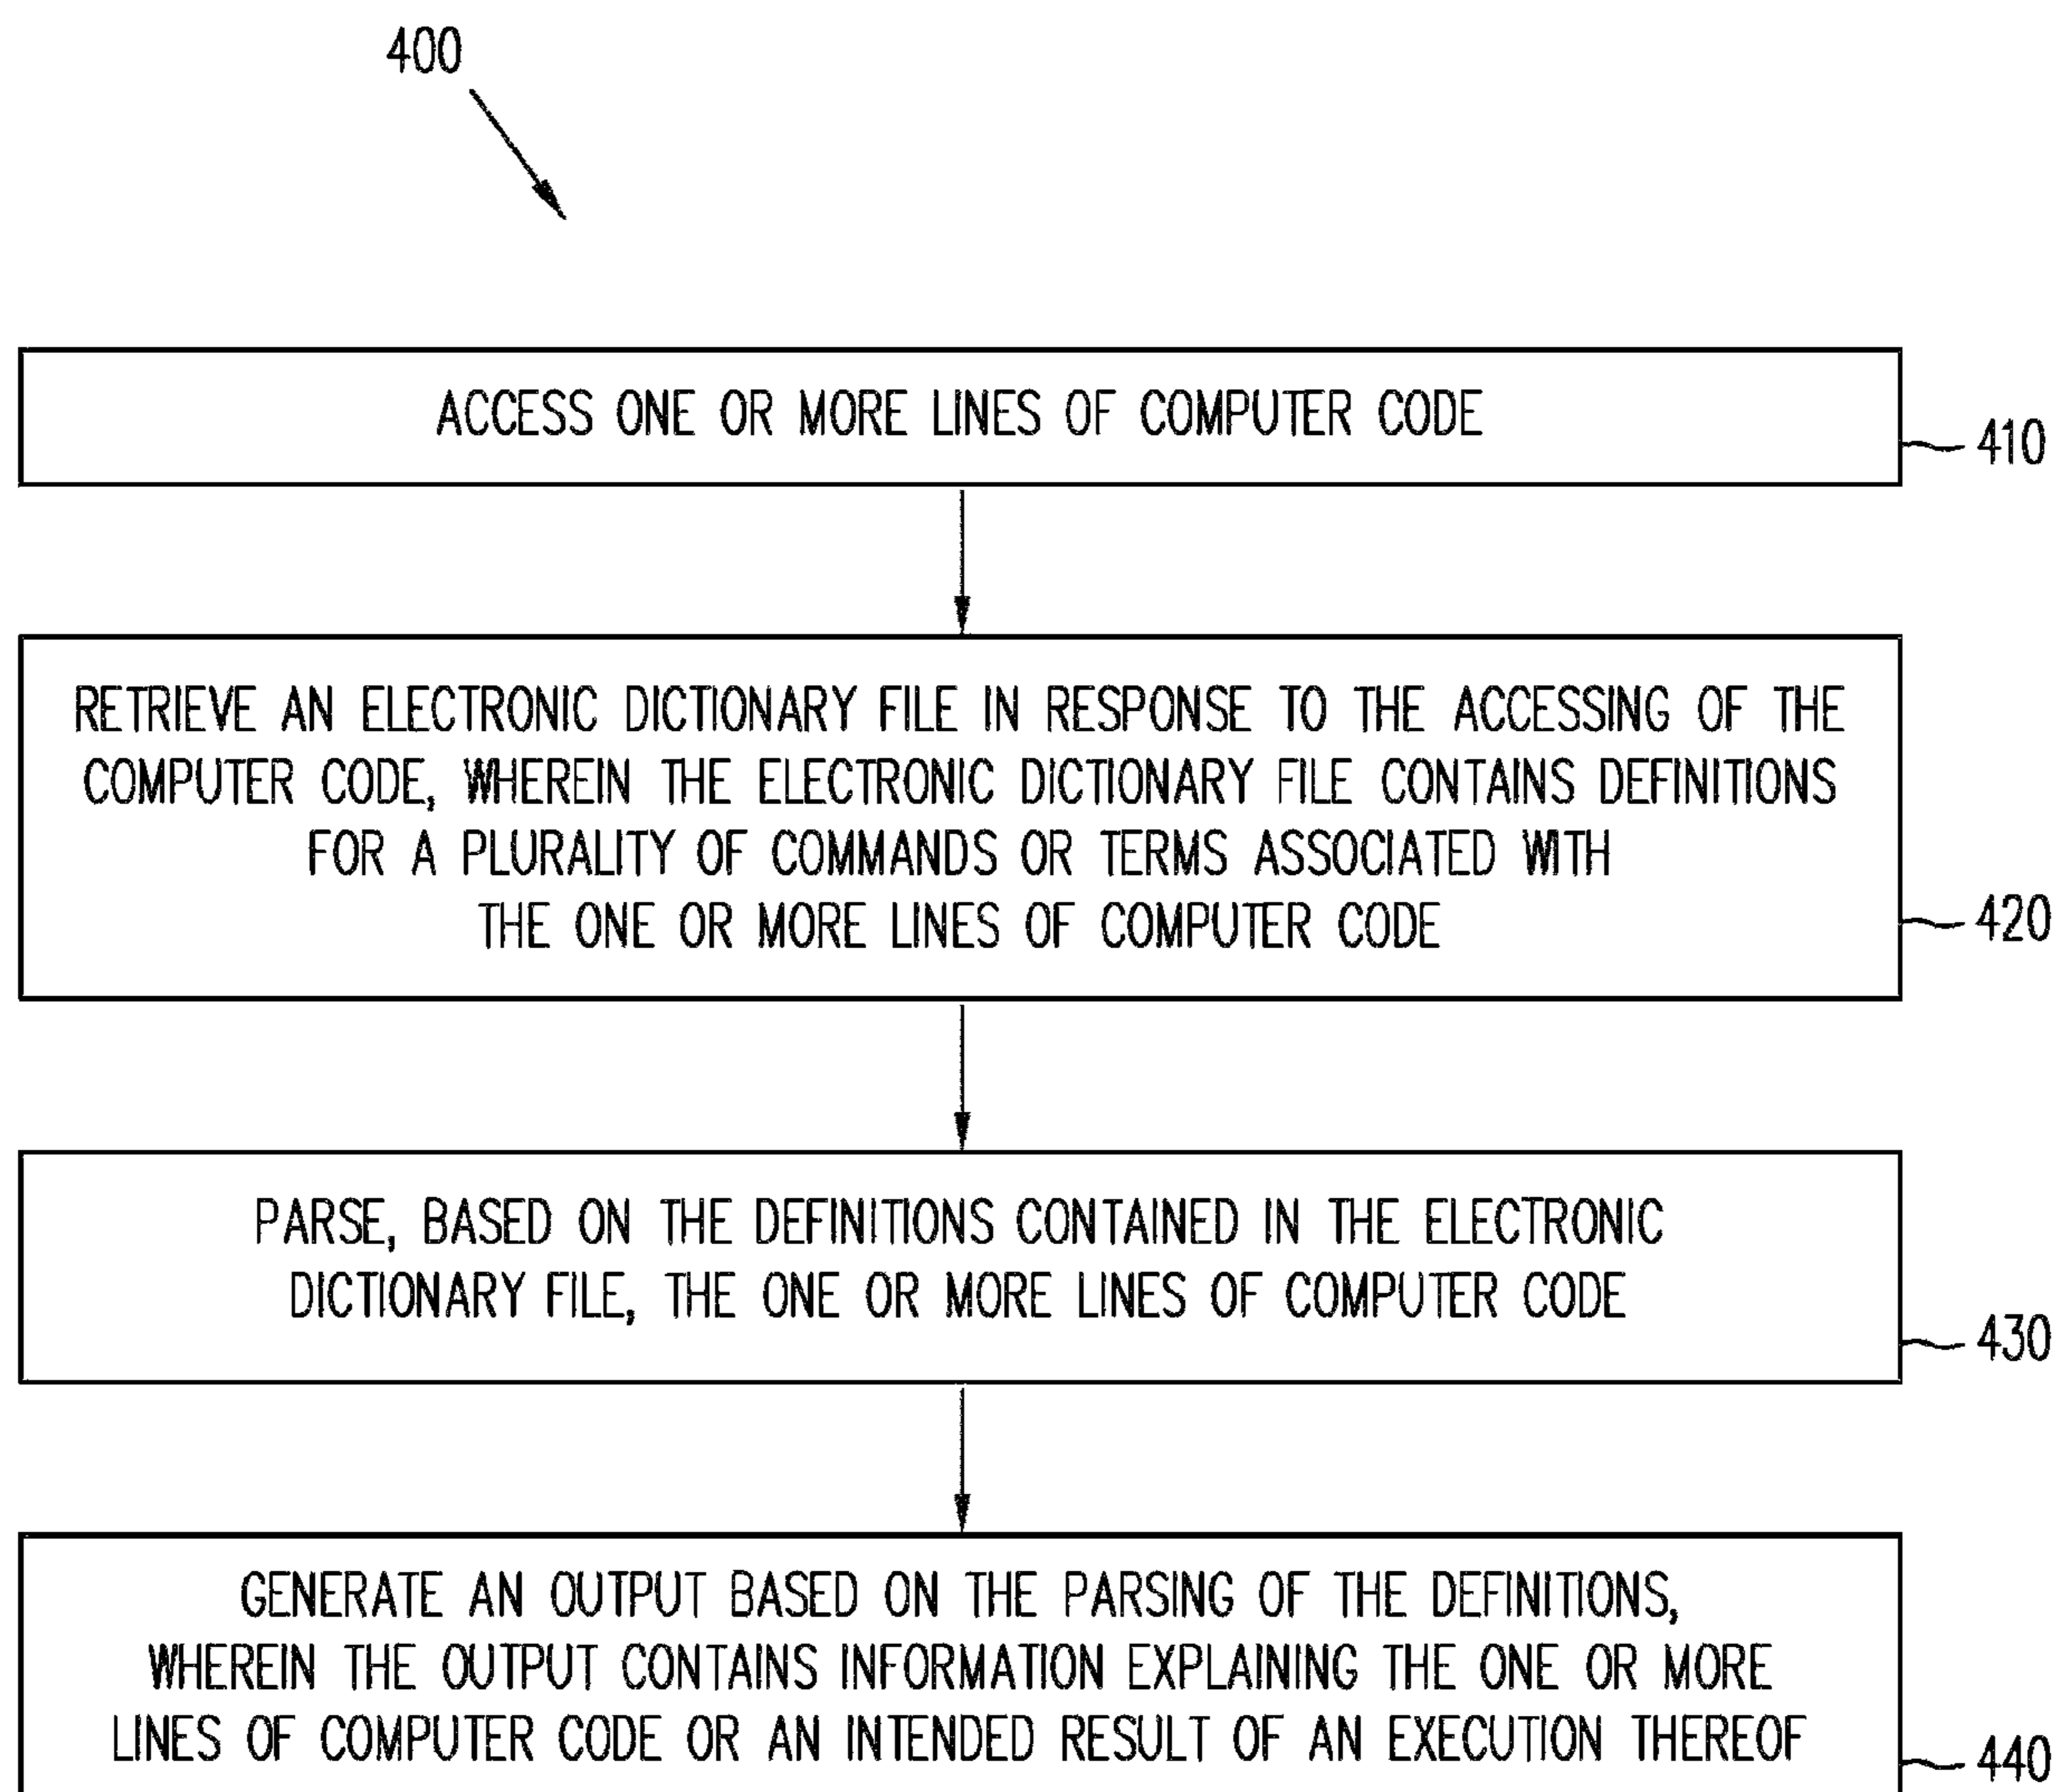 400
ACCESS ONE OR MORE LINES OF COMPUTER CODE
410
RETRIEVE AN ELECTRONIC DICTIONARY FILE IN RESPONSE TO THE ACCESSING OF THE
COMPUTER CODE, WHEREIN THE ELECTRONIC DICTIONARY FILE CONTAINS DEFINITIONS
FOR A PLURALITY OF COMMANDS OR TERMS ASSOCIATED WITH
THE ONE OR MORE LINES OF COMPUTER CODE
420
PARSE, BASED ON THE DEFINITIONS CONTAINED IN THE ELECTRONIC
DICTIONARY FILE, THE ONE OR MORE LINES OF COMPUTER CODE
430
GENERATE AN OUTPUT BASED ON THE PARSING OF THE DEFINITIONS,
WHEREIN THE OUTPUT CONTAINS INFORMATION EXPLAINING THE ONE OR MORE
LINES OF COMPUTER CODE OR AN INTENDED RESULT OF AN EXECUTION THEREOF
440